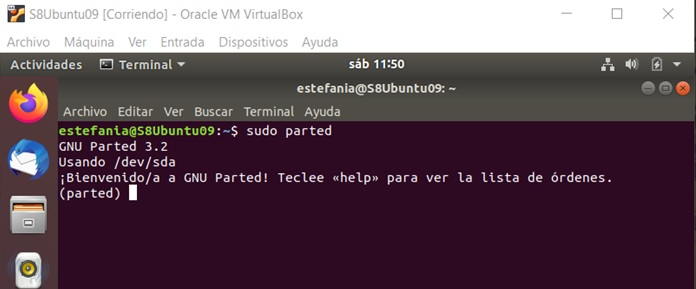 S8Ubuntu09 [Corriendo] - Oracle VM VirtualBox
Archivo Máquina Ver Entrada Dispositivos Ayuda
Actividades Terminal sáb 11:50
estefania@S8Ubuntu09: ~
Archivo Editar Ver Buscar Terminal Ayuda
estefania@S8Ubuntu09:~$ sudo parted
GNU Parted 3.2
Usando /dev/sda
¡Bienvenido/a a GNU Parted! Teclee «help» para ver la lista de órdenes.
(parted)